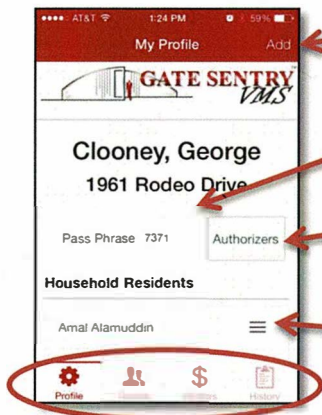 AT&T 1:24 PM 59%
My Profile Add
GATE SENTRY
VMS
Clooney, George
1961 Rodeo Drive
Pass Phrase 7371 Authorizers
Household Residents
Amal Alamuddin
Profile History